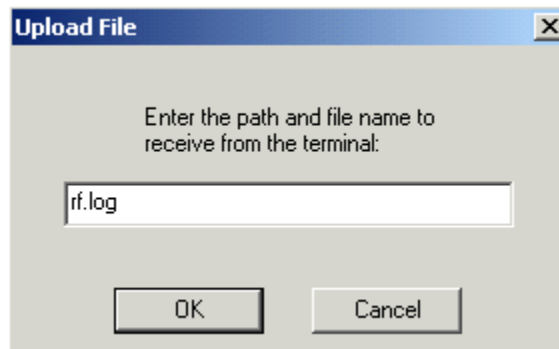 Upload File
Enter the path and file name to
receive from the terminal:
rf.log
OK Cancel